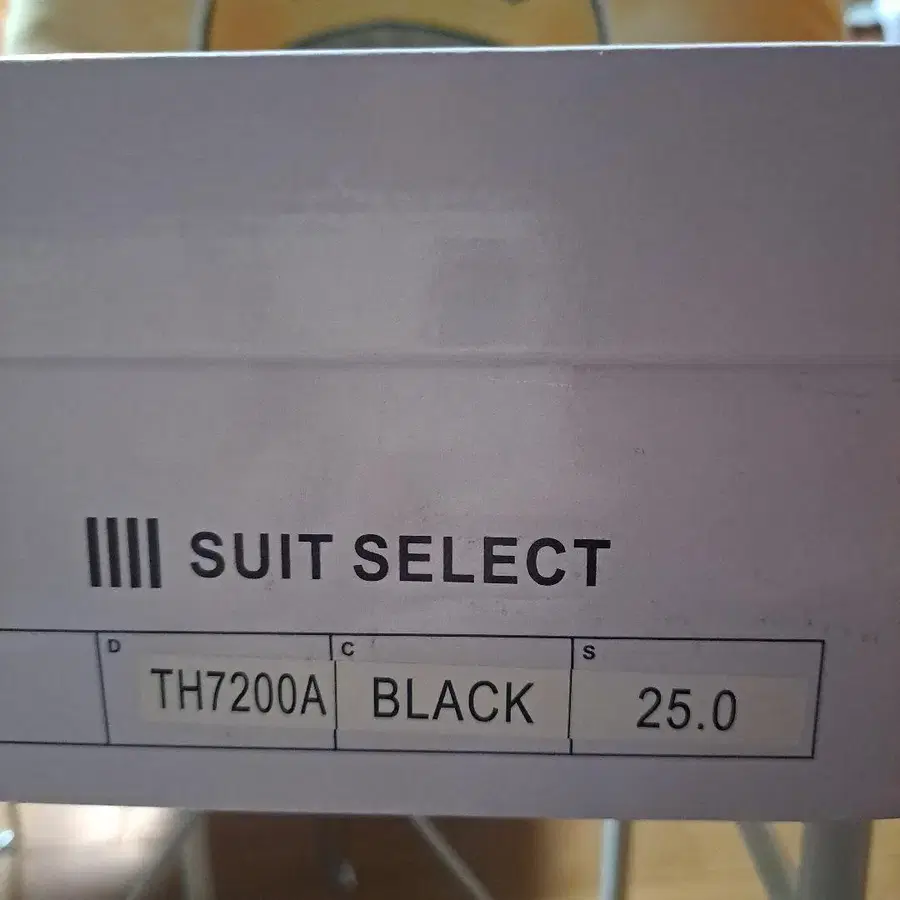 SUIT SELECT
D C S
TH7200A BLACK 25.0